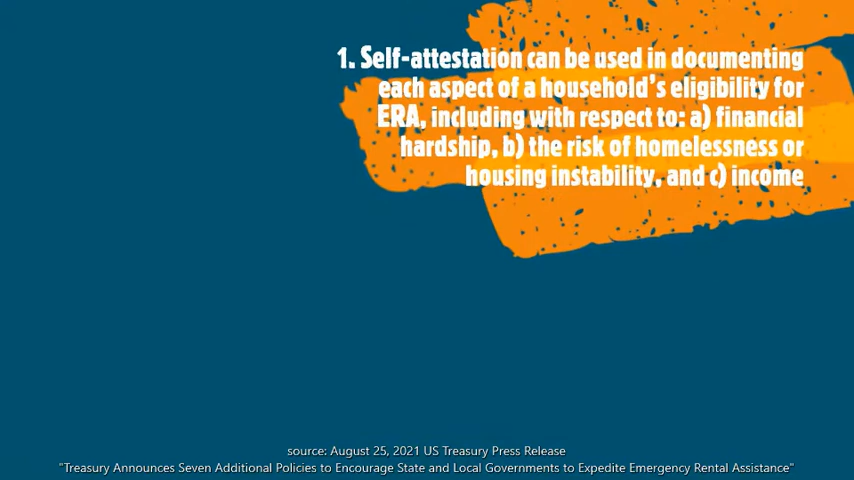 1. Self-attestation can be used in documenting
each aspect of a household's eligibility for
ERA, including with respect to: a) financial
hardship, b) the risk of homelessness or
housing instability, and c) income
source: August 25, 2021 US Treasury Press Release
"Treasury Announces Seven Additional Policies to Encourage State and Local Governments to Expedite Emergency Rental Assistance"